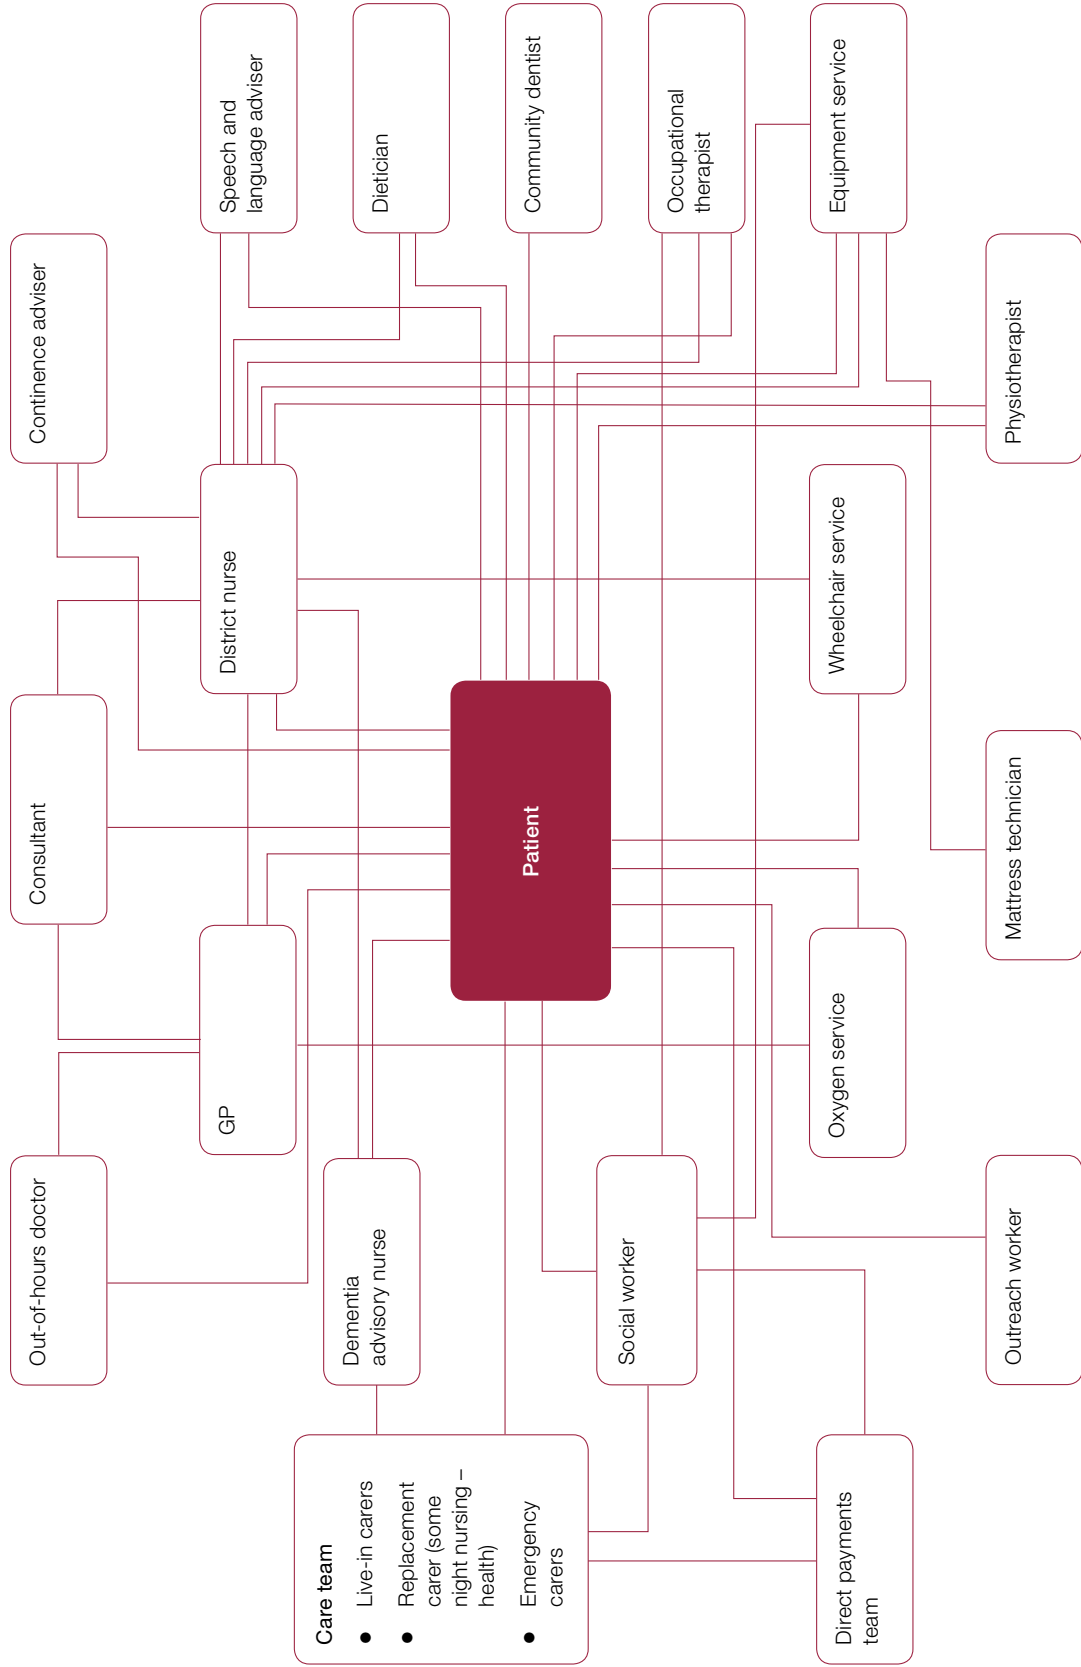 Out-of-hours doctor
Consultant
Continence adviser
GP
District nurse
Speech and
language adviser
Dementia
advisory nurse
Dietician
Care team
● Live-in carers
● Replacement
carer (some
night nursing –
health)
● Emergency
carers
Patient
Community dentist
Social worker
Occupational
therapist
Direct payments
team
Oxygen service
Wheelchair service
Equipment service
Outreach worker
Mattress technician
Physiotherapist